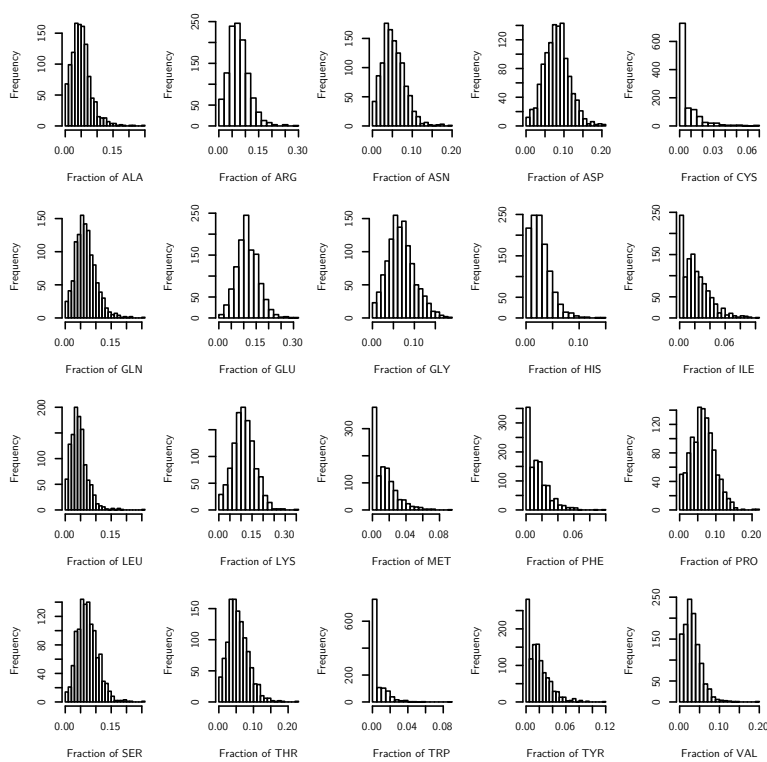 Frequency
0 50 100 150
0.00 0.15
Fraction of ALA
Frequency
0 50 150 250
0.00 0.15 0.30
Fraction of ARG
Frequency
0 50 100 150
0.00 0.10 0.20
Fraction of ASN
Frequency
0 40 80 120
0.00 0.10 0.20
Fraction of ASP
Frequency
0 200 400 600
0.00 0.03 0.06
Fraction of CYS
Frequency
0 50 100 150
0.00 0.15
Fraction of GLN
Frequency
0 50 150 250
0.00 0.15 0.30
Fraction of GLU
Frequency
0 50 100 150
0.00 0.10
Fraction of GLY
Frequency
0 50 150 250
0.00 0.10
Fraction of HIS
Frequency
0 50 150 250
0.00 0.06
Fraction of ILE
Frequency
0 50 100 200
0.00 0.15
Fraction of LEU
Frequency
0 50 100
0.00 0.15 0.30
Fraction of LYS
Frequency
0 100 300
0.00 0.04 0.08
Fraction of MET
Frequency
0 50 150 250 350
0.00 0.06
Fraction of PHE
Frequency
0 40 80 120
0.00 0.10 0.20
Fraction of PRO
Frequency
0 40 80 120
0.00 0.15
Fraction of SER
Frequency
0 50 100 150
0.00 0.10 0.20
Fraction of THR
Frequency
0 200 600
0.00 0.04 0.08
Fraction of TRP
Frequency
0 50 100 200
0.00 0.06 0.12
Fraction of TYR
Frequency
0 50 150 250
0.00 0.10 0.20
Fraction of VAL